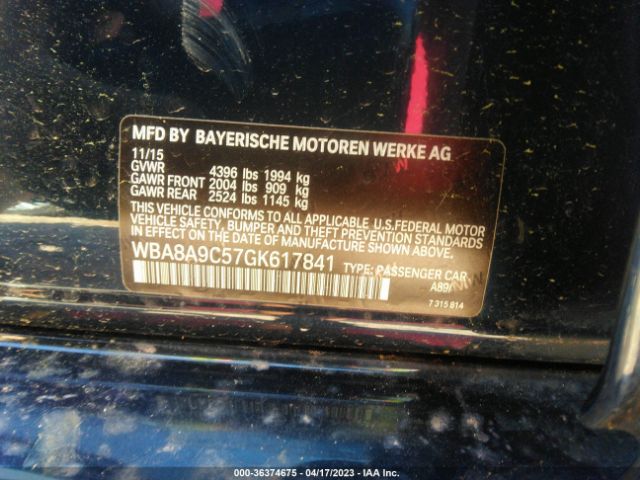 MFD BY BAYERISCHE MOTOREN WERKE AG
11/15
GVWR 4396 lbs 1994 kg
GAWR FRONT 2004 lbs 909 kg
GAWR REAR 2524 lbs 1145 kg
THIS VEHICLE CONFORMS TO ALL APPLICABLE U.S.FEDERAL MOTOR
VEHICLE SAFETY, BUMPER AND THEFT PREVENTION STANDARDS
IN EFFECT ON THE DATE OF MANUFACTURE SHOWN ABOVE.
WBA8A9C57GK617841 TYPE: PASSENGER CAR
A89/
7 315 814
000-36374675 - 04/17/2023 - IAA Inc.